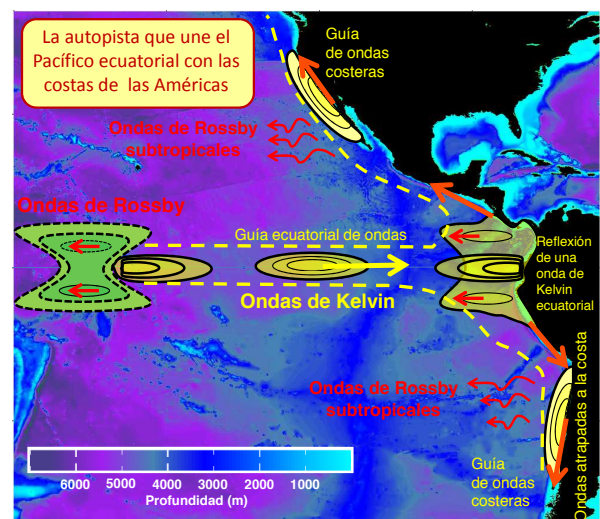 La autopista que une el
Pacífico ecuatorial con las
costas de las Américas
Guía
de ondas
costeras
Ondas de Rossby
subtropicales
Ondas de Rossby
Guía ecuatorial de ondas
Reflexión
de una
onda de
Kelvin
ecuatorial
Ondas de Kelvin
Ondas de Rossby
subtropicales
Ondas atrapadas a la costa
Guía
de ondas
costeras
6000 5000 4000 3000 2000 1000
Profundidad (m)